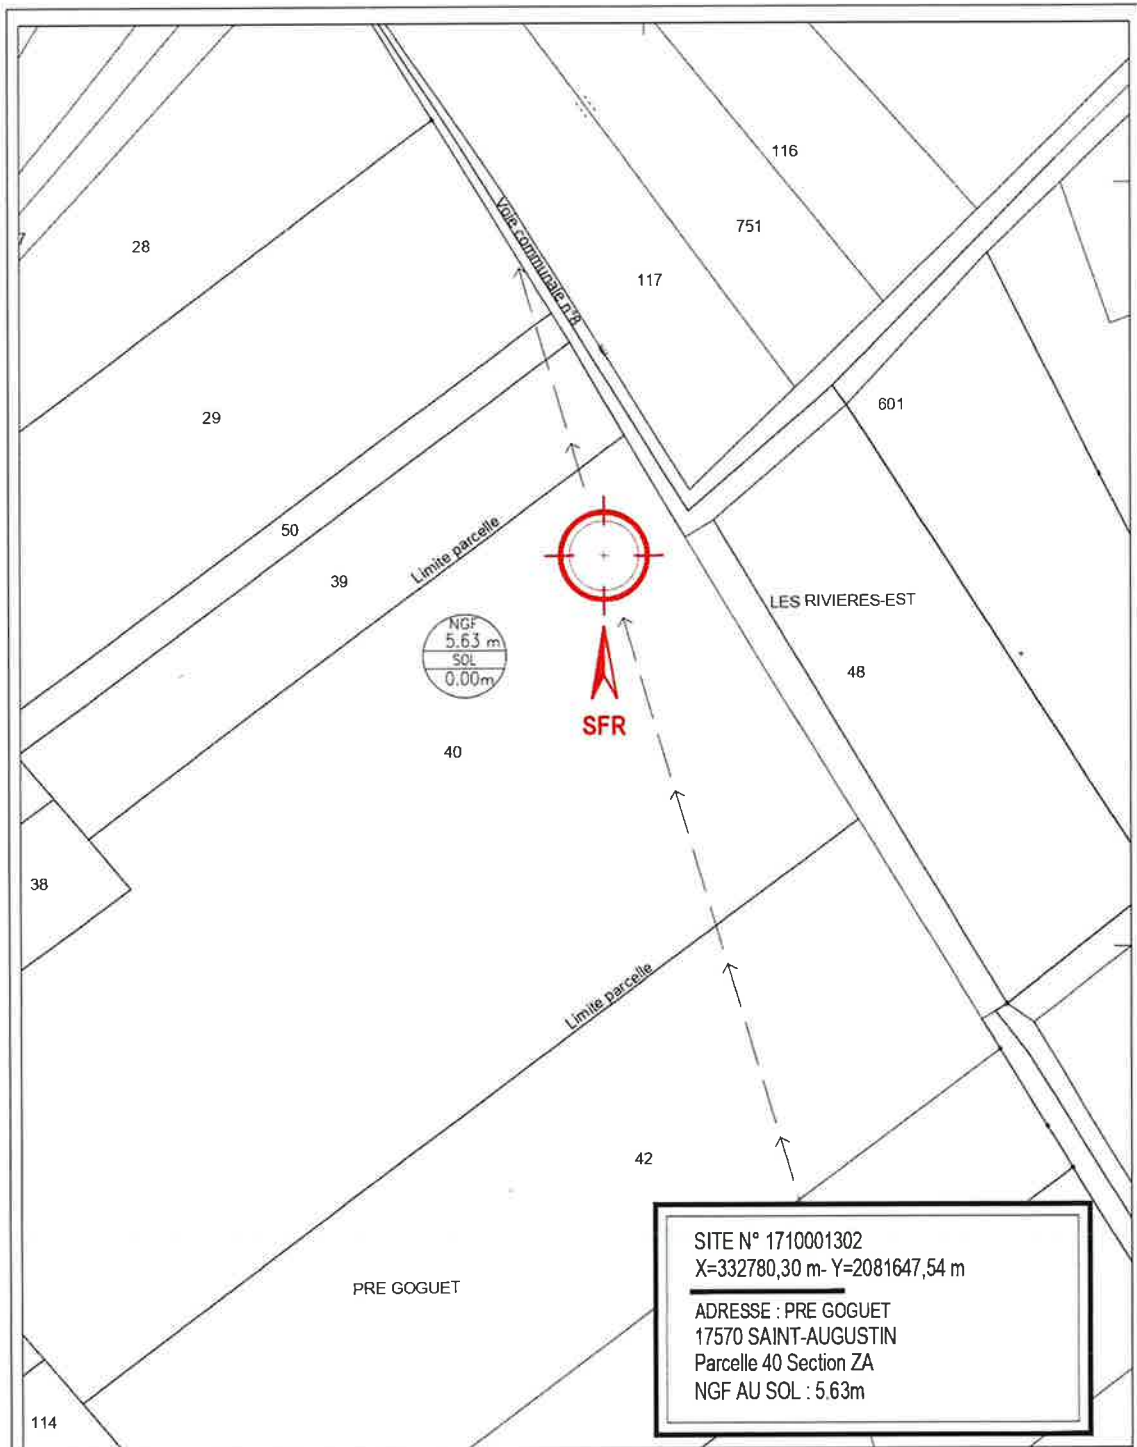 116
751
28
117
Voie communale n°8
7
601
29
50
39
Limite parcelle
LES RIVIERES-EST
NGF
5.63 m
SOL
0.00m
48
SFR
40
38
Limite parcelle
42
PRE GOGUET
114
SITE N° 1710001302
X=332780,30 m- Y=2081647,54 m
ADRESSE : PRE GOGUET
17570 SAINT-AUGUSTIN
Parcelle 40 Section ZA
NGF AU SOL : 5.63m